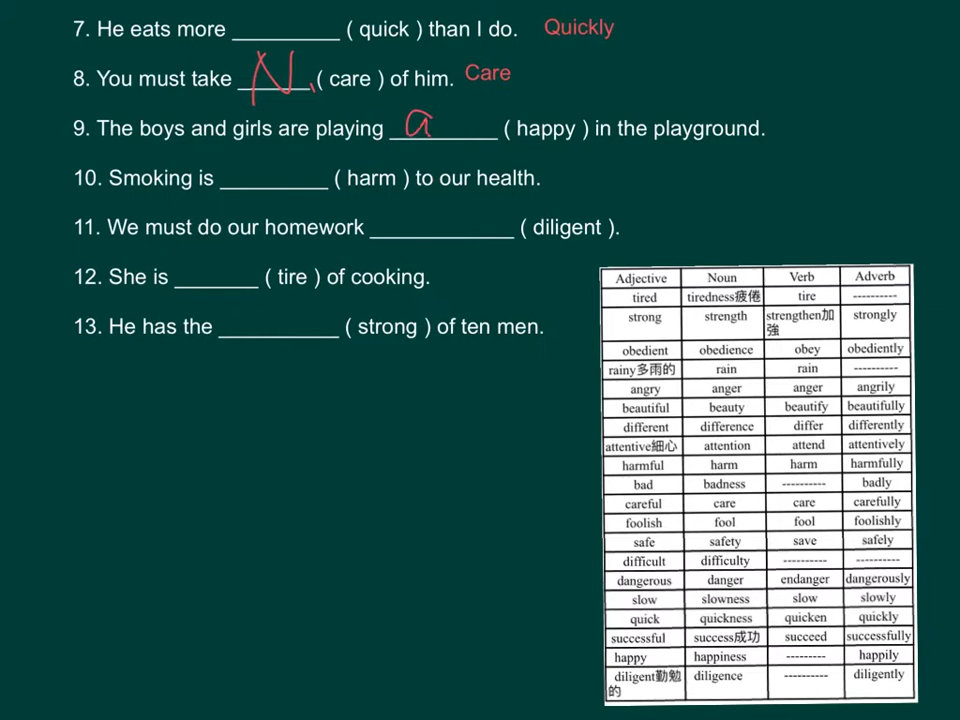 7. He eats more _________ ( quick ) than I do. Quickly
8. You must take ______ N. ( care ) of him. Care
9. The boys and girls are playing _________ a ( happy ) in the playground.
10. Smoking is _________ ( harm ) to our health.
11. We must do our homework ____________ ( diligent ).
12. She is _______ ( tire ) of cooking.
13. He has the __________ ( strong ) of ten men.
Adjective Noun Verb Adverb
tired tiredness疲倦 tire ----------
strong strength strengthen加強 strongly
obedient obedience obey obediently
rainy多雨的 rain rain ----------
angry anger anger angrily
beautiful beauty beautify beautifully
different difference differ differently
attentive細心 attention attend attentively
harmful harm harm harmfully
bad badness ---------- badly
careful care care carefully
foolish fool fool foolishly
safe safety save safely
difficult difficulty ---------- ----------
dangerous danger endanger dangerously
slow slowness slow slowly
quick quickness quicken quickly
successful success成功 succeed successfully
happy happiness --------- happily
diligent勤勉的 diligence ---------- diligently